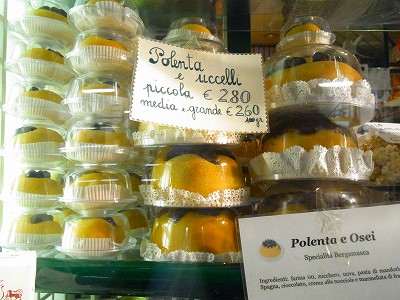 Polenta
e uccelli
piccola € 2.80
media e grande € 2.60
Polenta e Osei
Specialità Bergamasca
Ingredienti: farina riso, zucchero, uova, pasta di mandorle
Spagna, cioccolato, crema alla nocciola e marmellata di